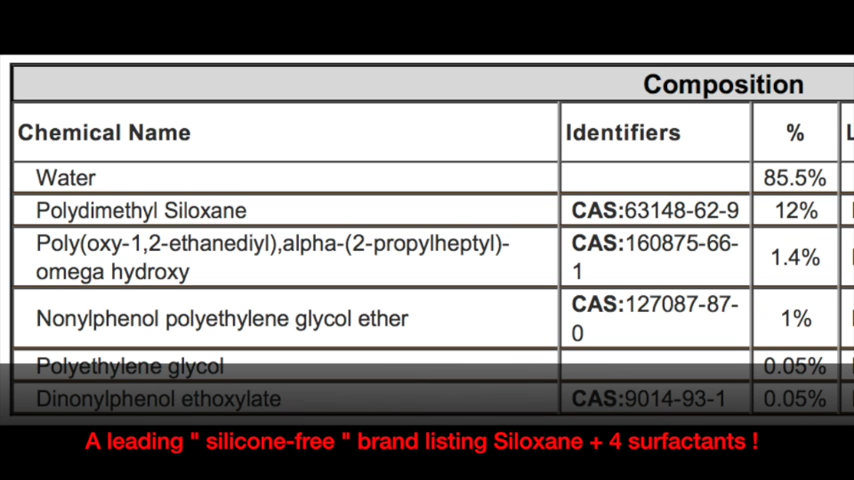 Composition
Chemical Name Identifiers % L
Water 85.5%
Polydimethyl Siloxane CAS:63148-62-9 12%
Poly(oxy-1,2-ethanediyl),alpha-(2-propylheptyl)- CAS:160875-66-
omega hydroxy 1 1.4%
Nonylphenol polyethylene glycol ether CAS:127087-87-
0 1%
Polyethylene glycol 0.05%
Dinonylphenol ethoxylate CAS:9014-93-1 0.05%
A leading " silicone-free " brand listing Siloxane + 4 surfactants !